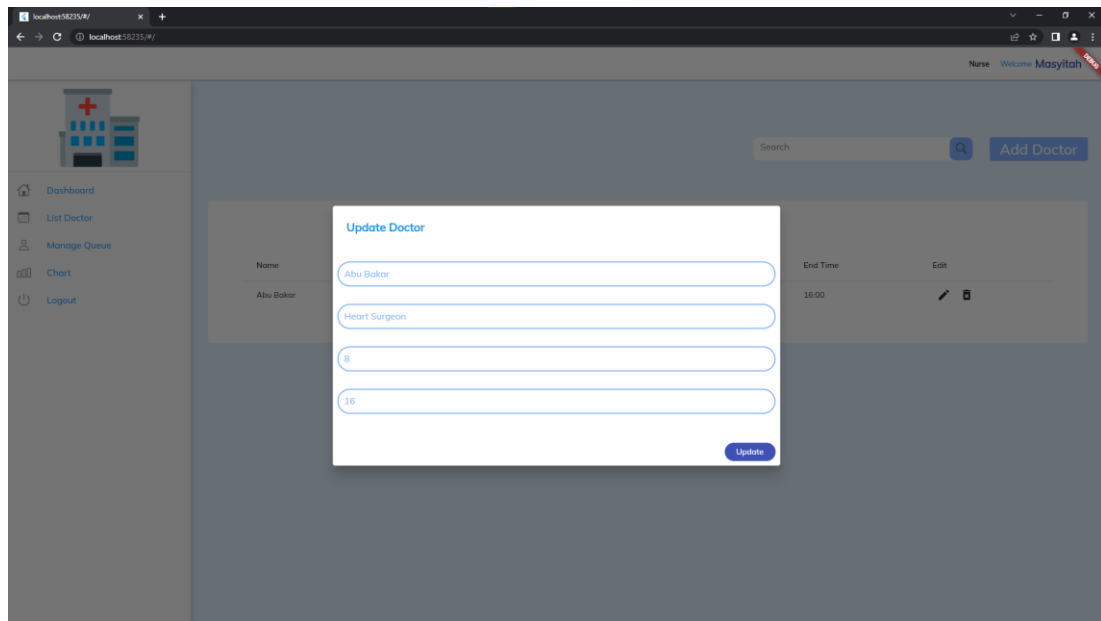 localhost:58235/#/
localhost:58235/#/
DEBUG
Nurse Welcome Masyitah
Search
Add Doctor
Dashboard
List Doctor
Manage Queue
Chart
Logout
Update Doctor
Name
End Time
Edit
Abu Bakar
Abu Bakar
16:00
Heart Surgeon
8
16
Update